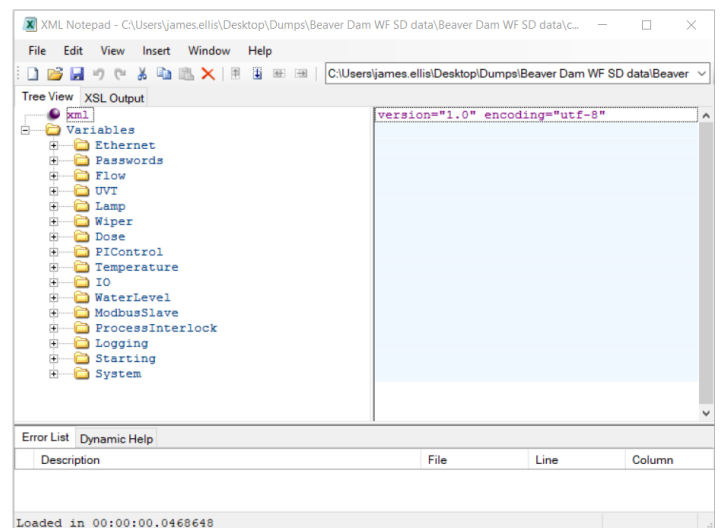 XML Notepad - C:\Users\james.ellis\Desktop\Dumps\Beaver Dam WF SD data\Beaver Dam WF SD data\c...
File Edit View Insert Window Help
C:\Users\james.ellis\Desktop\Dumps\Beaver Dam WF SD data\Beaver
Tree View XSL Output
xml version="1.0" encoding="utf-8"
Variables
Ethernet
Passwords
Flow
UVT
Lamp
Wiper
Dose
PIControl
Temperature
IO
WaterLevel
ModbusSlave
ProcessInterlock
Logging
Starting
System
Error List Dynamic Help
Description File Line Column
Loaded in 00:00:00.0468648